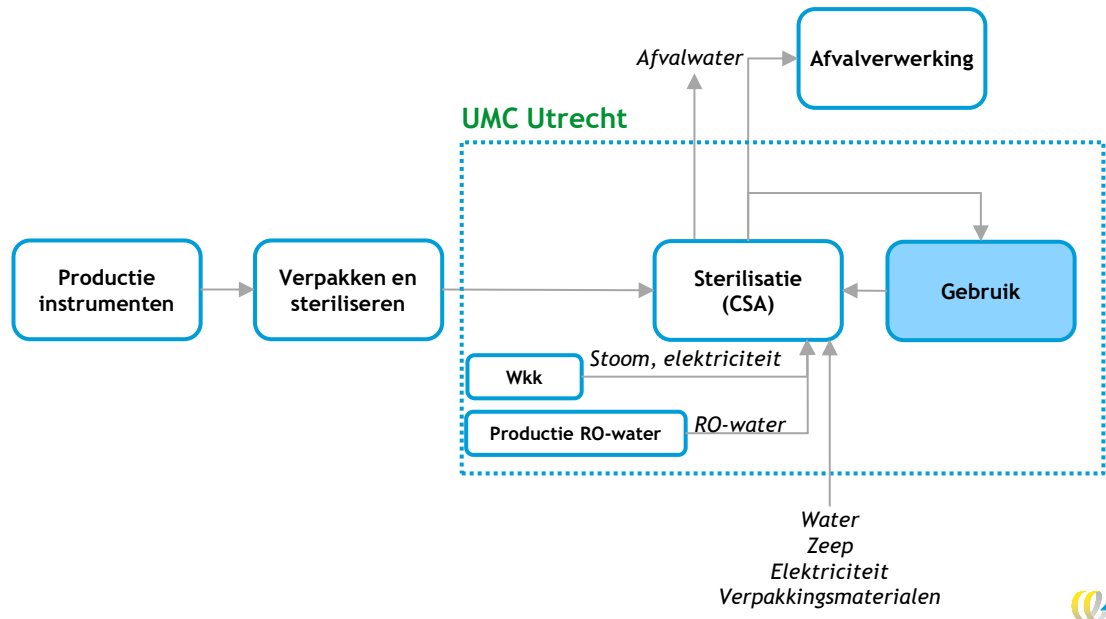 Afvalwater
Afvalverwerking
UMC Utrecht
Productie
instrumenten
Verpakken en
steriliseren
Sterilisatie
(CSA)
Gebruik
Stoom, elektriciteit
Wkk
RO-water
Productie RO-water
Water
Zeep
Elektriciteit
Verpakkingsmaterialen